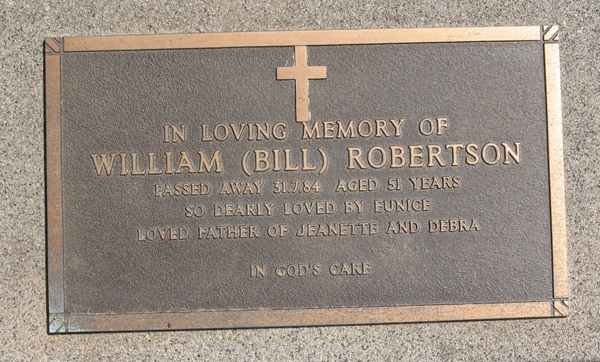 IN LOVING MEMORY OF
WILLIAM (BILL) ROBERTSON
PASSED AWAY 31.7.84 AGED 51 YEARS
SO DEARLY LOVED BY EUNICE
LOVED FATHER OF JEANETTE AND DEBRA
IN GOD'S CARE